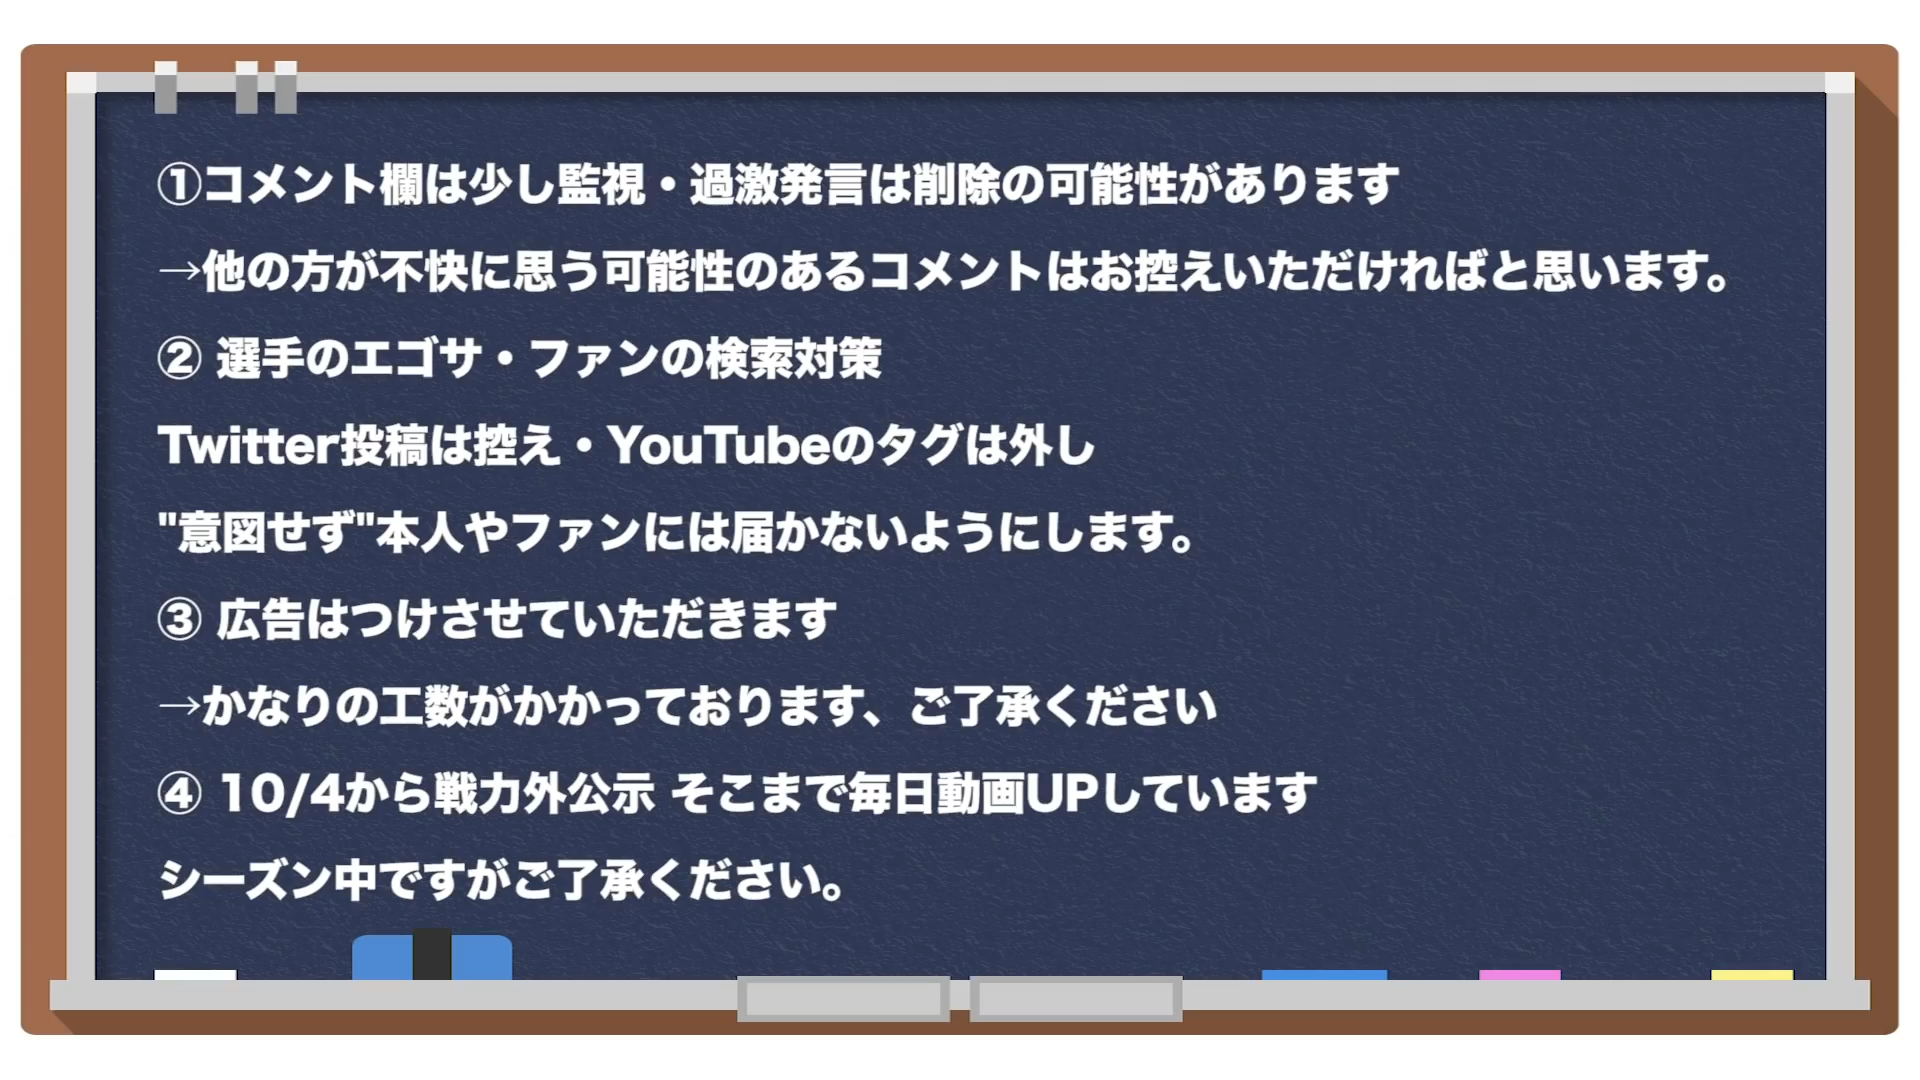 ①コメント欄は少し監視・過激発言は削除の可能性があります
→他の方が不快に思う可能性のあるコメントはお控えいただければと思います。
② 選手のエゴサ・ファンの検索対策
Twitter投稿は控え・YouTubeのタグは外し
"意図せず"本人やファンには届かないようにします。
③ 広告はつけさせていただきます
→かなりの工数がかかっております、ご了承ください
④ 10/4から戦力外公示 そこまで毎日動画UPしています
シーズン中ですがご了承ください。